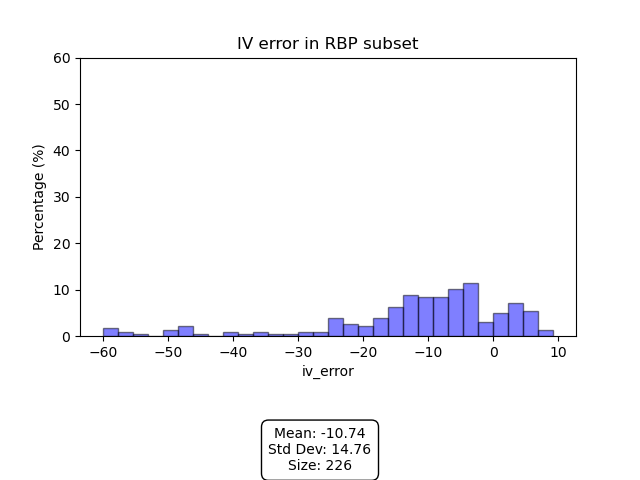 IV error in RBP subset
60
50
40
30
20
10
0
Percentage (%)
−60 −50 −40 −30 −20 −10 0 10
iv_error
Mean: -10.74
Std Dev: 14.76
Size: 226